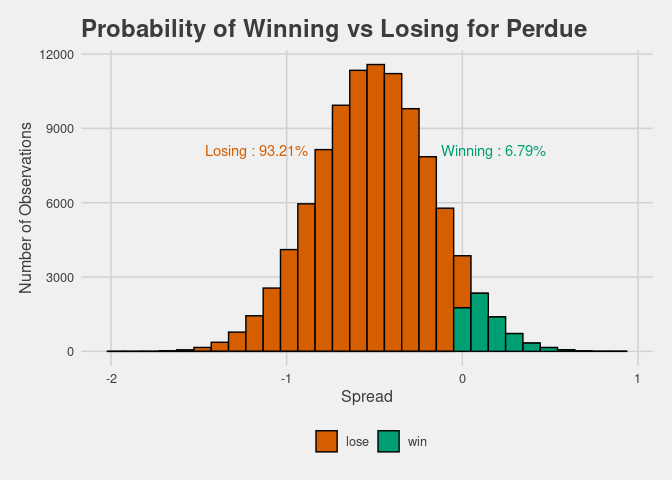 Probability of Winning vs Losing for Perdue
Number of Observations
12000
9000
6000
3000
0
Losing : 93.21%
Winning : 6.79%
-2
-1
0
1
Spread
lose
win